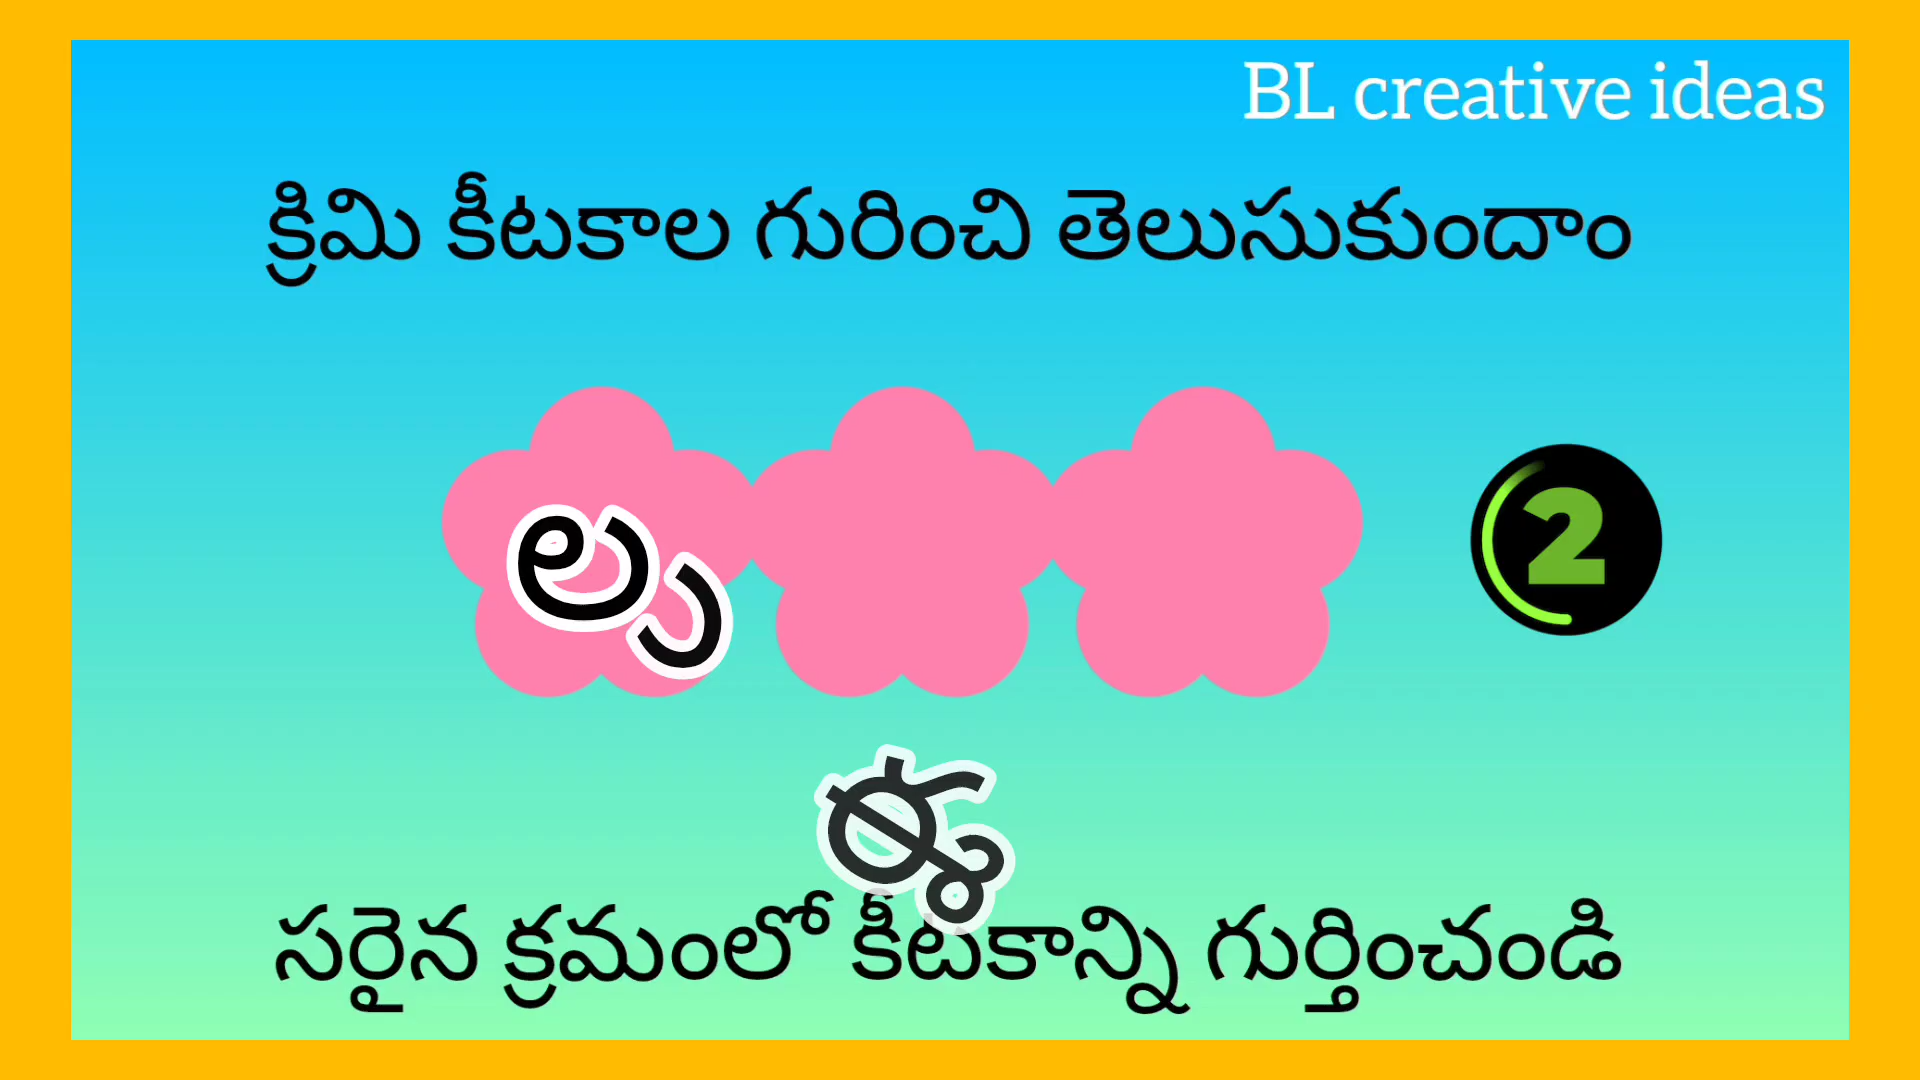 BL creative ideas
క్రిమి కీటకాల గురించి తెలుసుకుందాం
లు
2
ఈ
సరైన క్రమంలో కీటకాన్ని గుర్తించండి